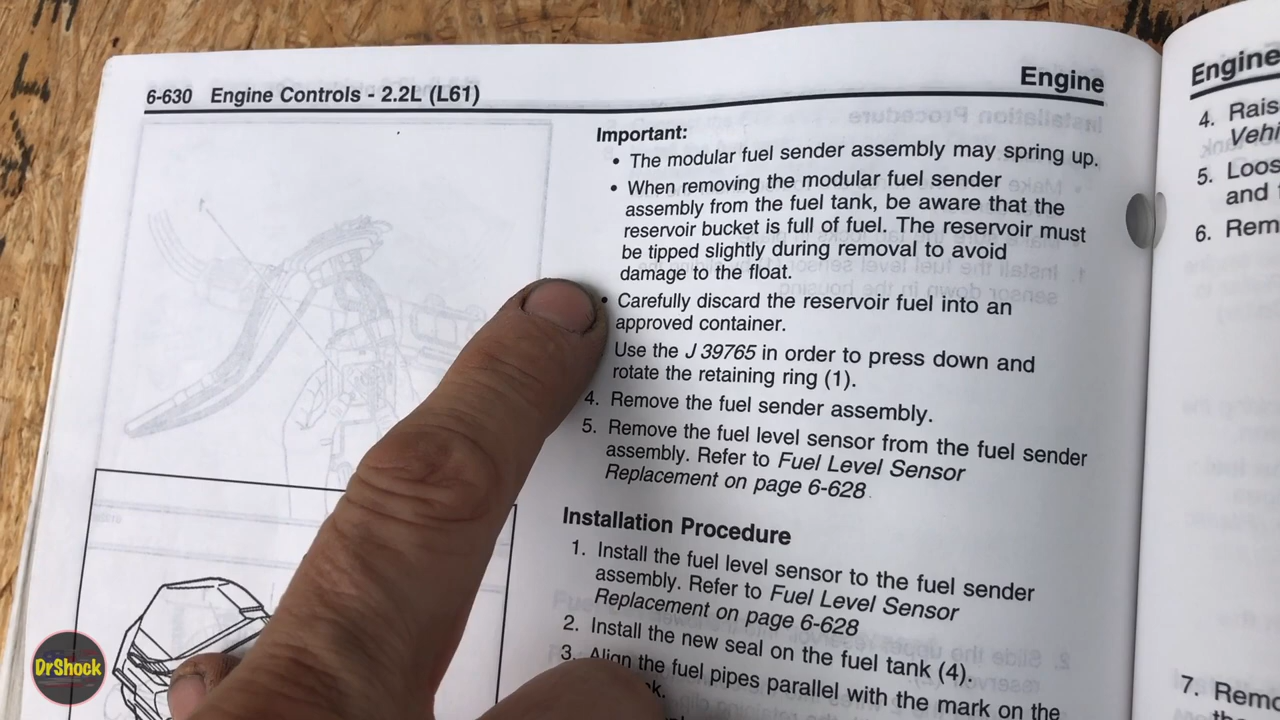 6-630 Engine Controls - 2.2L (L61)
Engine
Important:
• The modular fuel sender assembly may spring up.
• When removing the modular fuel sender
assembly from the fuel tank, be aware that the
reservoir bucket is full of fuel. The reservoir must
be tipped slightly during removal to avoid
damage to the float.
• Carefully discard the reservoir fuel into an
approved container.
Use the J 39765 in order to press down and
rotate the retaining ring (1).
4. Remove the fuel sender assembly.
5. Remove the fuel level sensor from the fuel sender
assembly. Refer to Fuel Level Sensor
Replacement on page 6-628.
Installation Procedure
1. Install the fuel level sensor to the fuel sender
assembly. Refer to Fuel Level Sensor
Replacement on page 6-628
2. Install the new seal on the fuel tank (4).
3. Align the fuel pipes parallel with the mark on the
Engine
4.
5.
and
6.
7.
DrShock